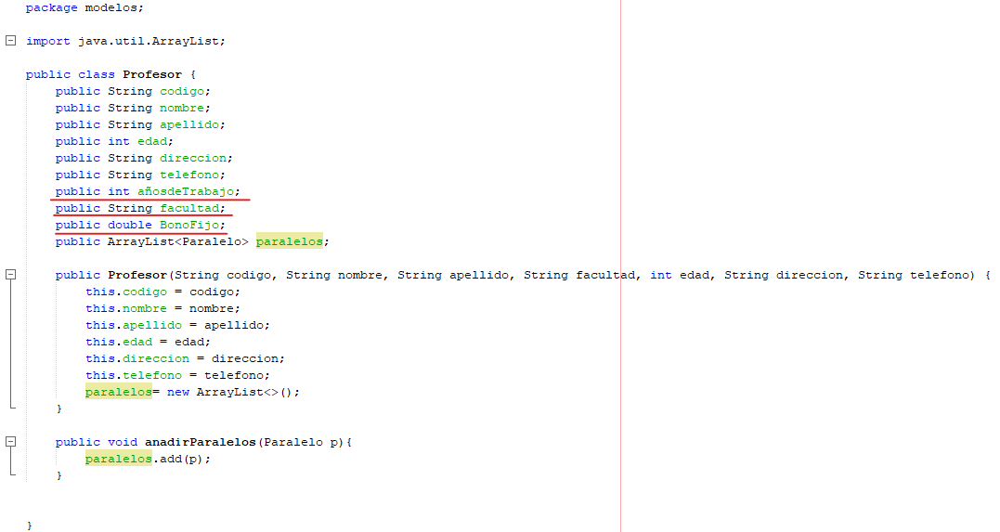 package modelos;
import java.util.ArrayList;
public class Profesor {
public String codigo;
public String nombre;
public String apellido;
public int edad;
public String direccion;
public String telefono;
public int añosdeTrabajo;
public String facultad;
public double BonoFijo;
public ArrayList<Paralelo> paralelos;
public Profesor(String codigo, String nombre, String apellido, String facultad, int edad, String direccion, String telefono) {
this.codigo = codigo;
this.nombre = nombre;
this.apellido = apellido;
this.edad = edad;
this.direccion = direccion;
this.telefono = telefono;
paralelos= new ArrayList<>();
}
public void anadirParalelos(Paralelo p){
paralelos.add(p);
}
}